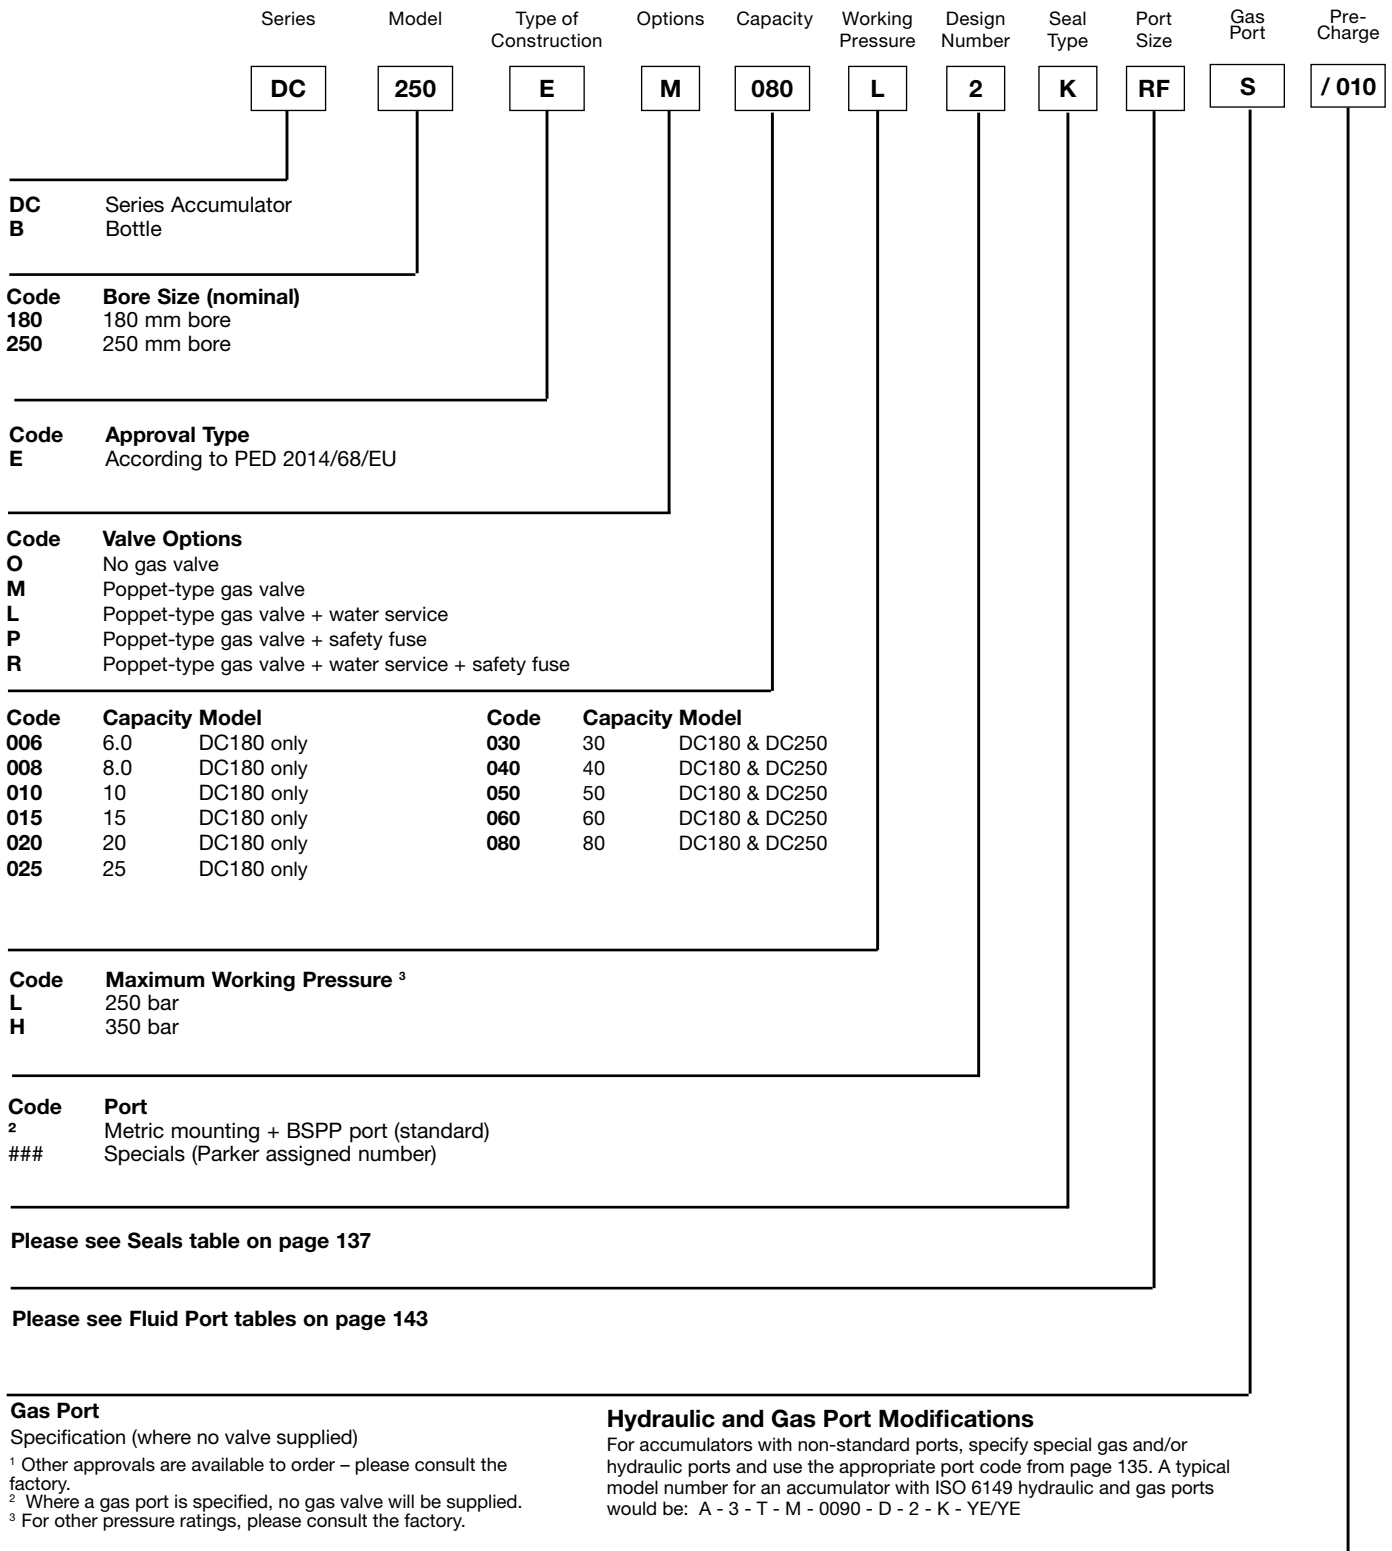 Series Model Type of Construction Options Capacity Working Pressure Design Number Seal Type Port Size Gas Port Pre-Charge
DC 250 E M 080 L 2 K RF S / 010
DC Series Accumulator
B Bottle
Code Bore Size (nominal)
180 180 mm bore
250 250 mm bore
Code Approval Type
E According to PED 2014/68/EU
Code Valve Options
O No gas valve
M Poppet-type gas valve
L Poppet-type gas valve + water service
P Poppet-type gas valve + safety fuse
R Poppet-type gas valve + water service + safety fuse
Code Capacity Model Code Capacity Model
006 6.0 DC180 only 030 30 DC180 & DC250
008 8.0 DC180 only 040 40 DC180 & DC250
010 10 DC180 only 050 50 DC180 & DC250
015 15 DC180 only 060 60 DC180 & DC250
020 20 DC180 only 080 80 DC180 & DC250
025 25 DC180 only
Code Maximum Working Pressure ³
L 250 bar
H 350 bar
Code Port
² Metric mounting + BSPP port (standard)
### Specials (Parker assigned number)
Please see Seals table on page 137
Please see Fluid Port tables on page 143
Gas Port
Specification (where no valve supplied)
¹ Other approvals are available to order – please consult the
factory.
² Where a gas port is specified, no gas valve will be supplied.
³ For other pressure ratings, please consult the factory.
Hydraulic and Gas Port Modifications
For accumulators with non-standard ports, specify special gas and/or
hydraulic ports and use the appropriate port code from page 135. A typical
model number for an accumulator with ISO 6149 hydraulic and gas ports
would be: A - 3 - T - M - 0090 - D - 2 - K - YE/YE